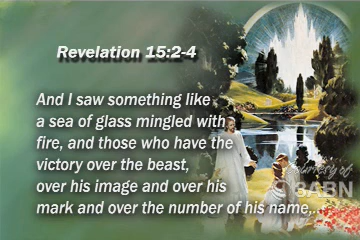 Revelation 15:2-4
And I saw something like
a sea of glass mingled with
fire, and those who have the
victory over the beast,
over his image and over his
mark and over the number of his name,..
Courtesy of
3ABN